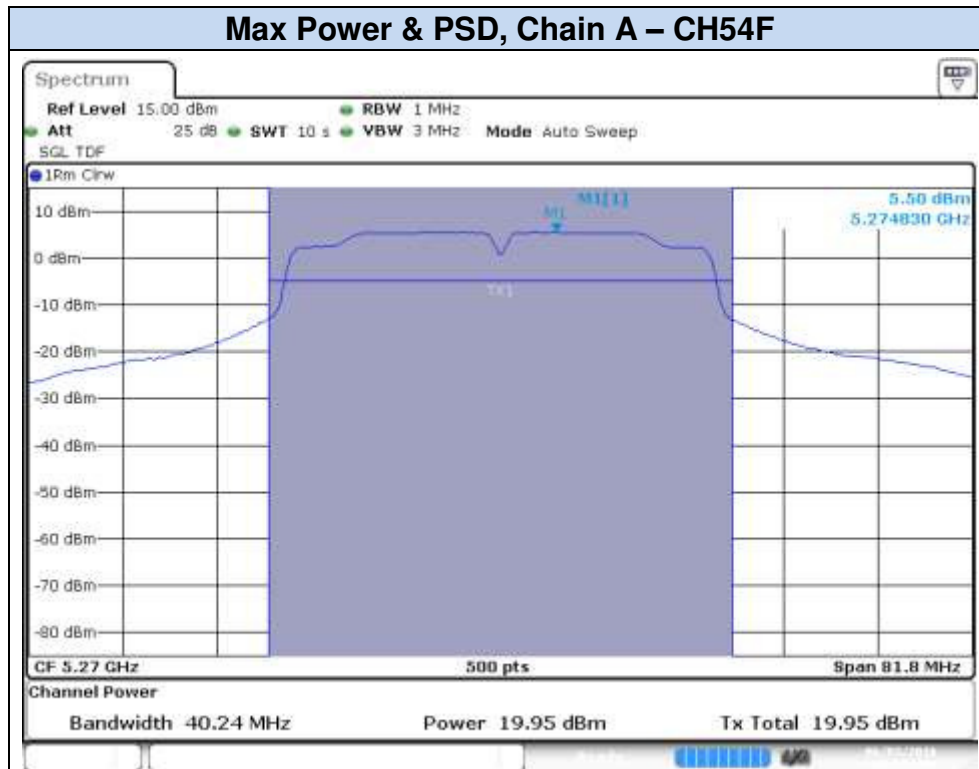 Max Power & PSD, Chain A – CH54F
Spectrum
Ref Level 15.00 dBm RBW 1 MHz
Att 25 dB SWT 10 s VBW 3 MHz Mode Auto Sweep
SGL TDF
1Rm Clrw
M1[1] 5.50 dBm
5.274830 GHz
M1
10 dBm
0 dBm
TX1
-10 dBm
-20 dBm
-30 dBm
-40 dBm
-50 dBm
-60 dBm
-70 dBm
-80 dBm
CF 5.27 GHz 500 pts Span 81.8 MHz
Channel Power
Bandwidth 40.24 MHz Power 19.95 dBm Tx Total 19.95 dBm